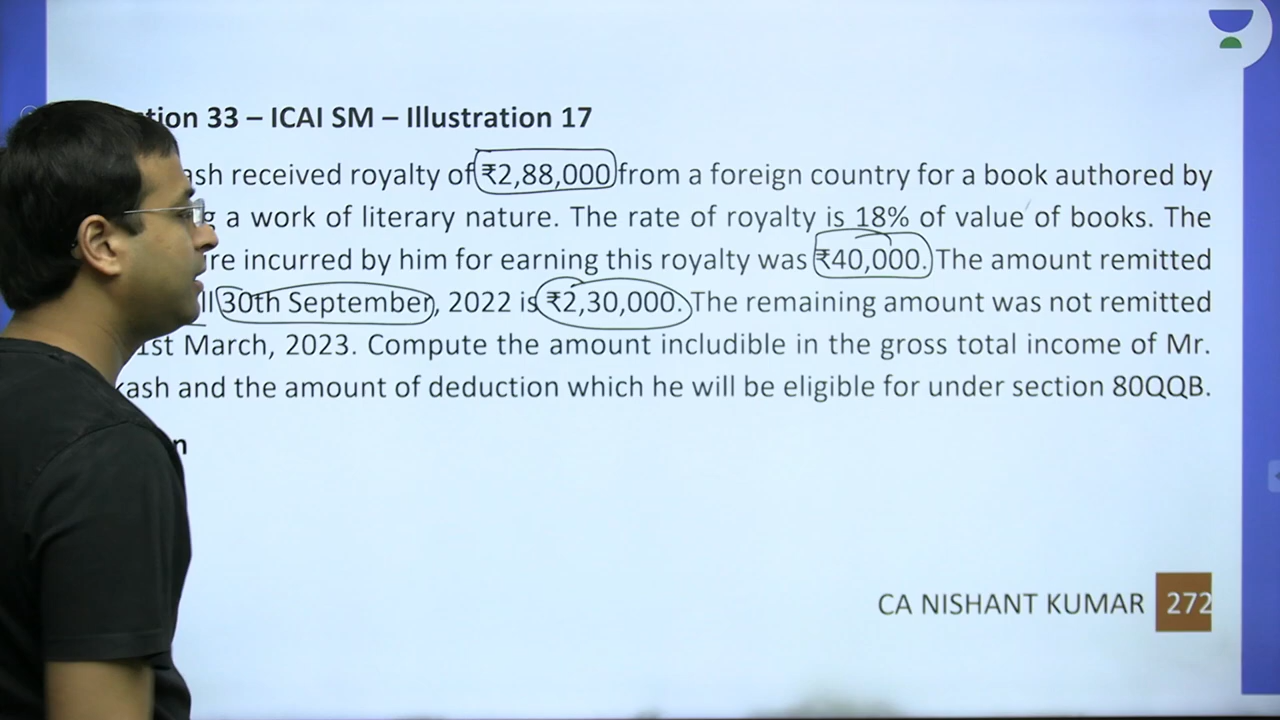 tion 33 – ICAI SM – Illustration 17
ash received royalty of ₹2,88,000 from a foreign country for a book authored by
g a work of literary nature. The rate of royalty is 18% of value of books. The
re incurred by him for earning this royalty was ₹40,000. The amount remitted
ll 30th September, 2022 is ₹2,30,000. The remaining amount was not remitted
1st March, 2023. Compute the amount includible in the gross total income of Mr.
kash and the amount of deduction which he will be eligible for under section 80QQB.
n
CA NISHANT KUMAR 272